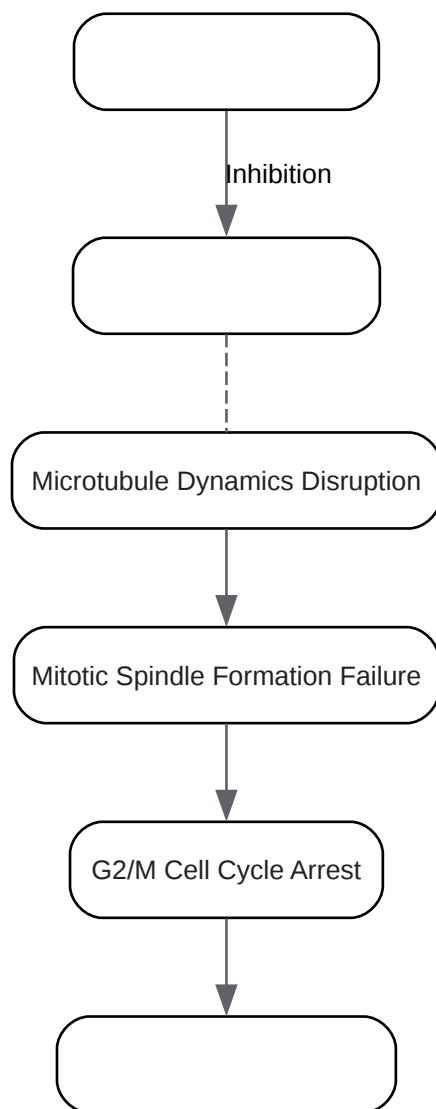 Inhibition
Microtubule Dynamics Disruption
Mitotic Spindle Formation Failure
G2/M Cell Cycle Arrest